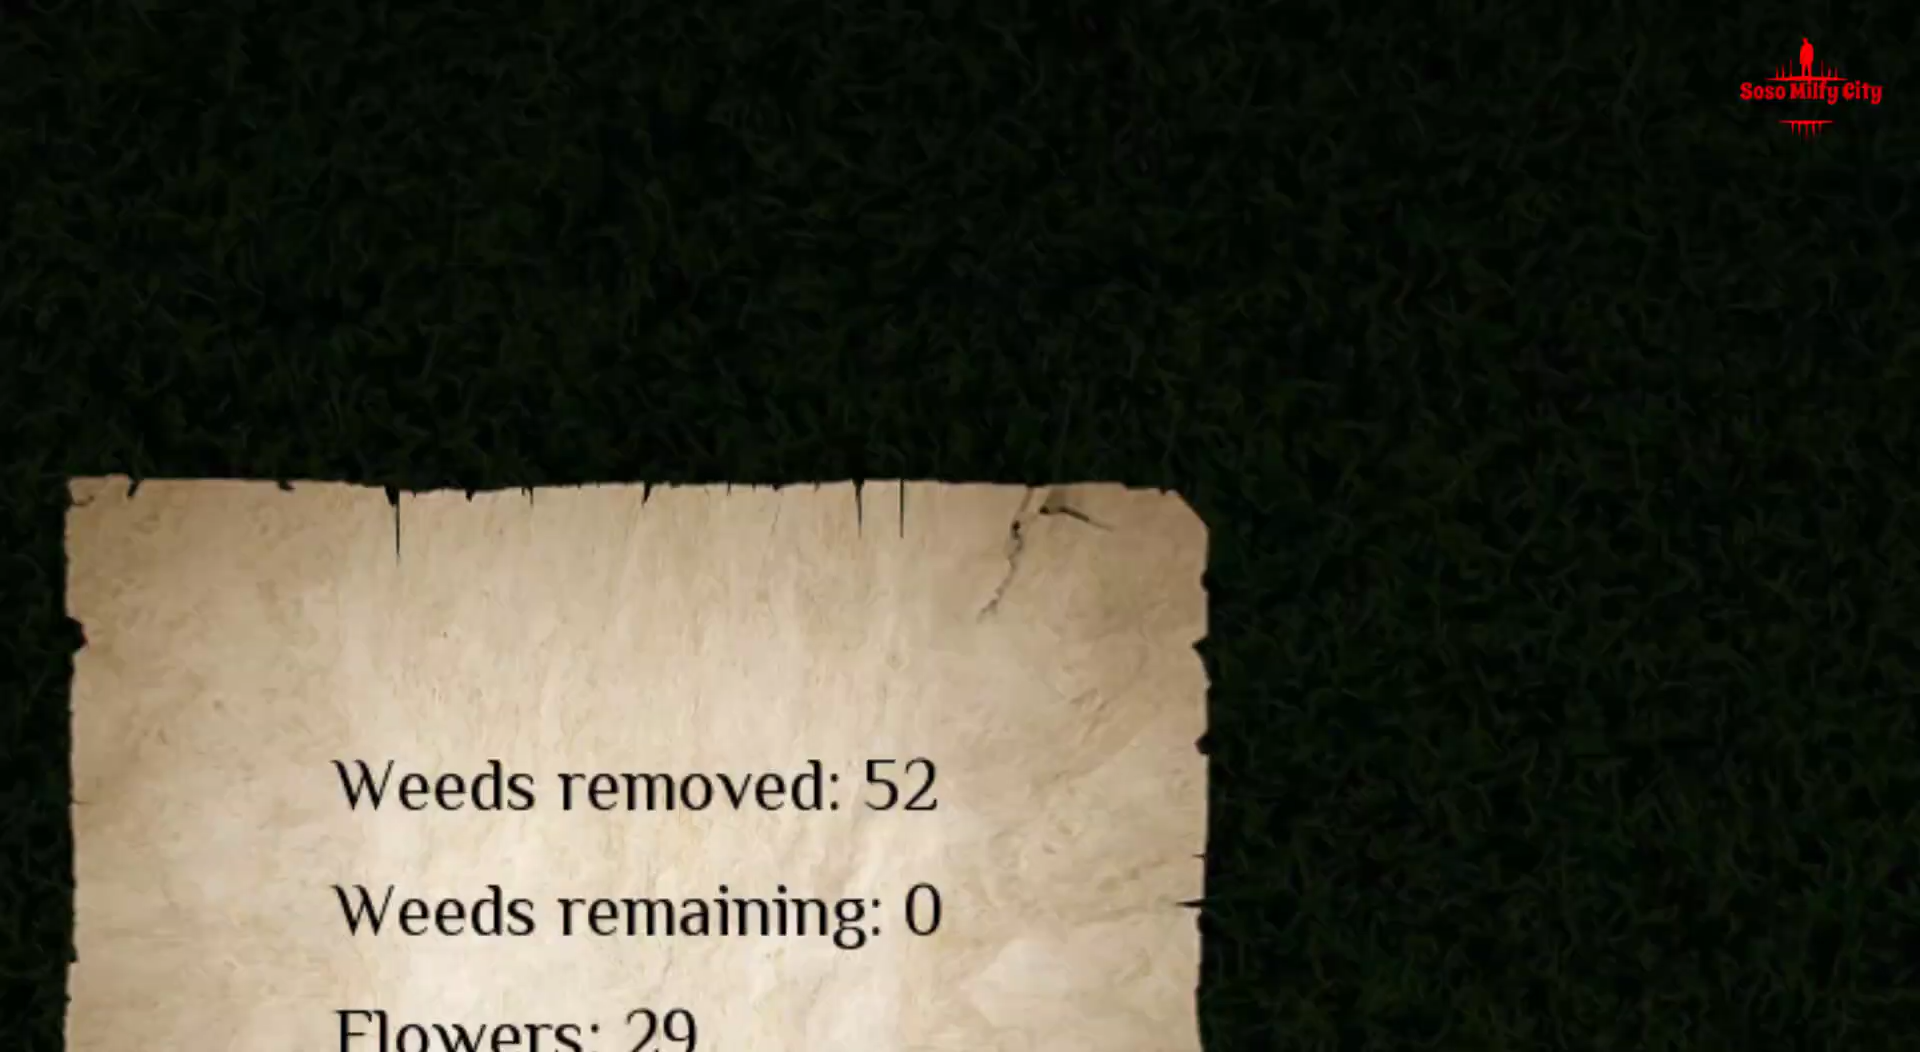 Soso Milfy City
Weeds removed: 52
Weeds remaining: 0
Flowers: 29